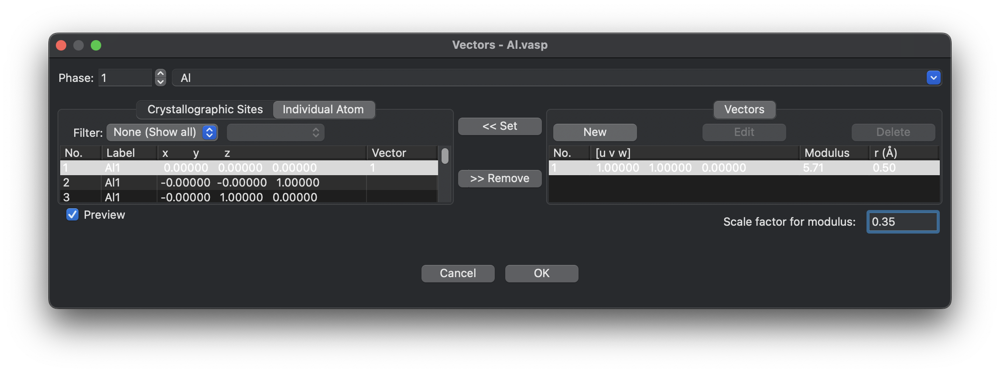 Vectors - Al.vasp
Phase: 1 Al
Crystallographic Sites Individual Atom
Vectors
Filter: None (Show all)
<< Set
New Edit Delete
No. Label x y z Vector
No. [u v w] Modulus r (Å)
1 Al1 0.00000 0.00000 0.00000 1
1 1.00000 1.00000 0.00000 5.71 0.50
2 Al1 -0.00000 -0.00000 1.00000
>> Remove
3 Al1 -0.00000 1.00000 0.00000
Preview
Scale factor for modulus: 0.35
Cancel OK